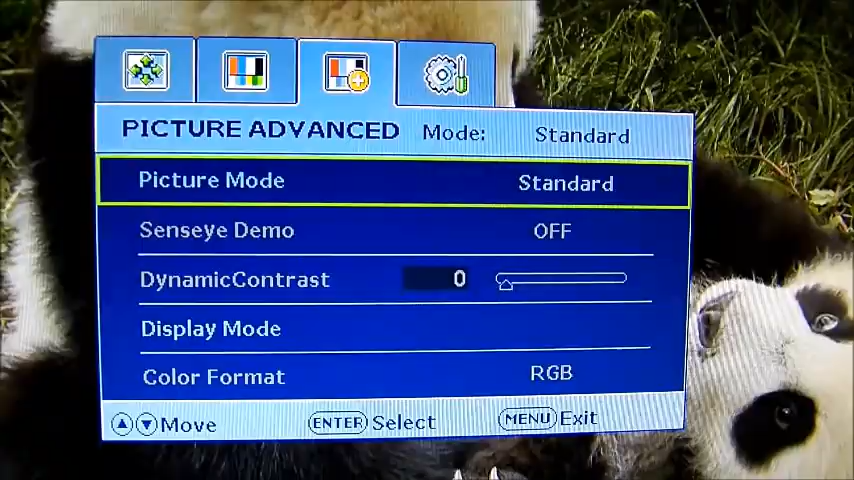 PICTURE ADVANCED Mode: Standard
Picture Mode Standard
Senseye Demo OFF
DynamicContrast 0
Display Mode
Color Format RGB
Move ENTER Select MENU Exit